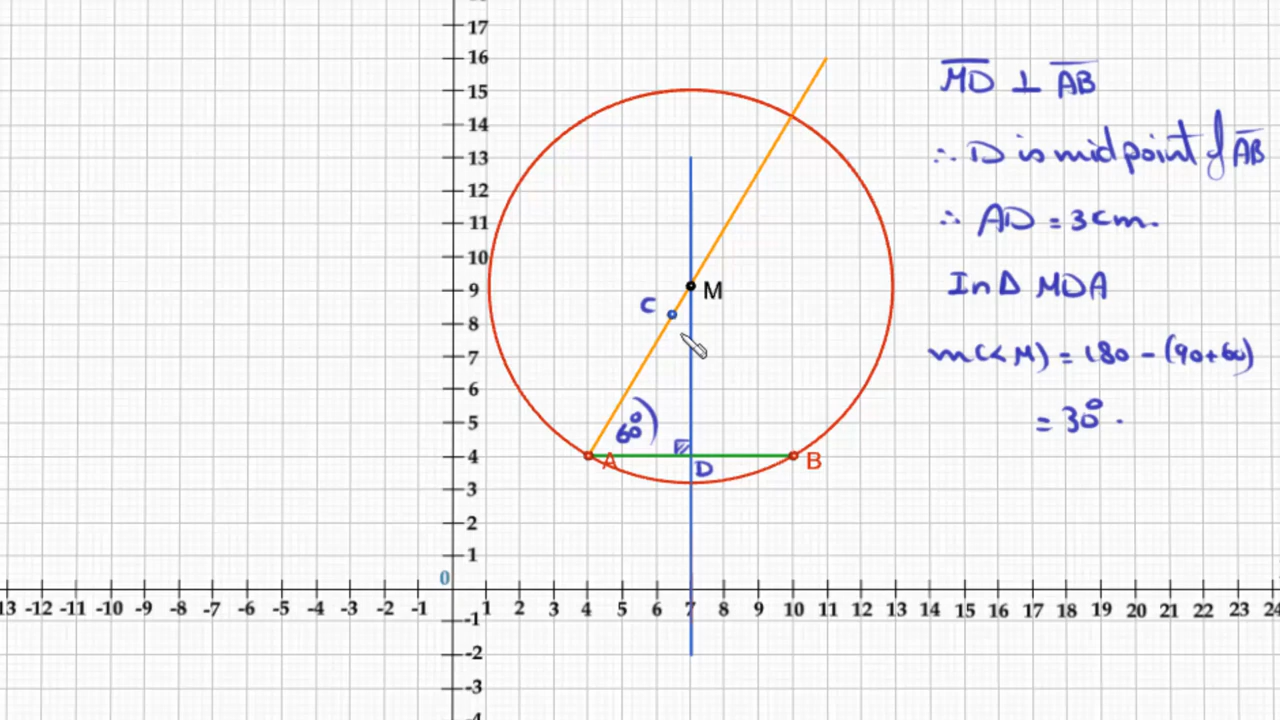 17
16
15
14
13
12
11
10
9
8
7
6
5
4
3
2
1
0
-1
-2
-3
-4
-13 -12 -11 -10 -9 -8 -7 -6 -5 -4 -3 -2 -1 1 2 3 4 5 6 7 8 9 10 11 12 13 14 15 16 17 18 19 20 21 22 23 24
M
C
60°
A
D
B
MD ⊥ AB
∴ D is midpoint of AB
∴ AD = 3cm.
In Δ MDA
m(<M) = 180 - (90+60)
= 30°.